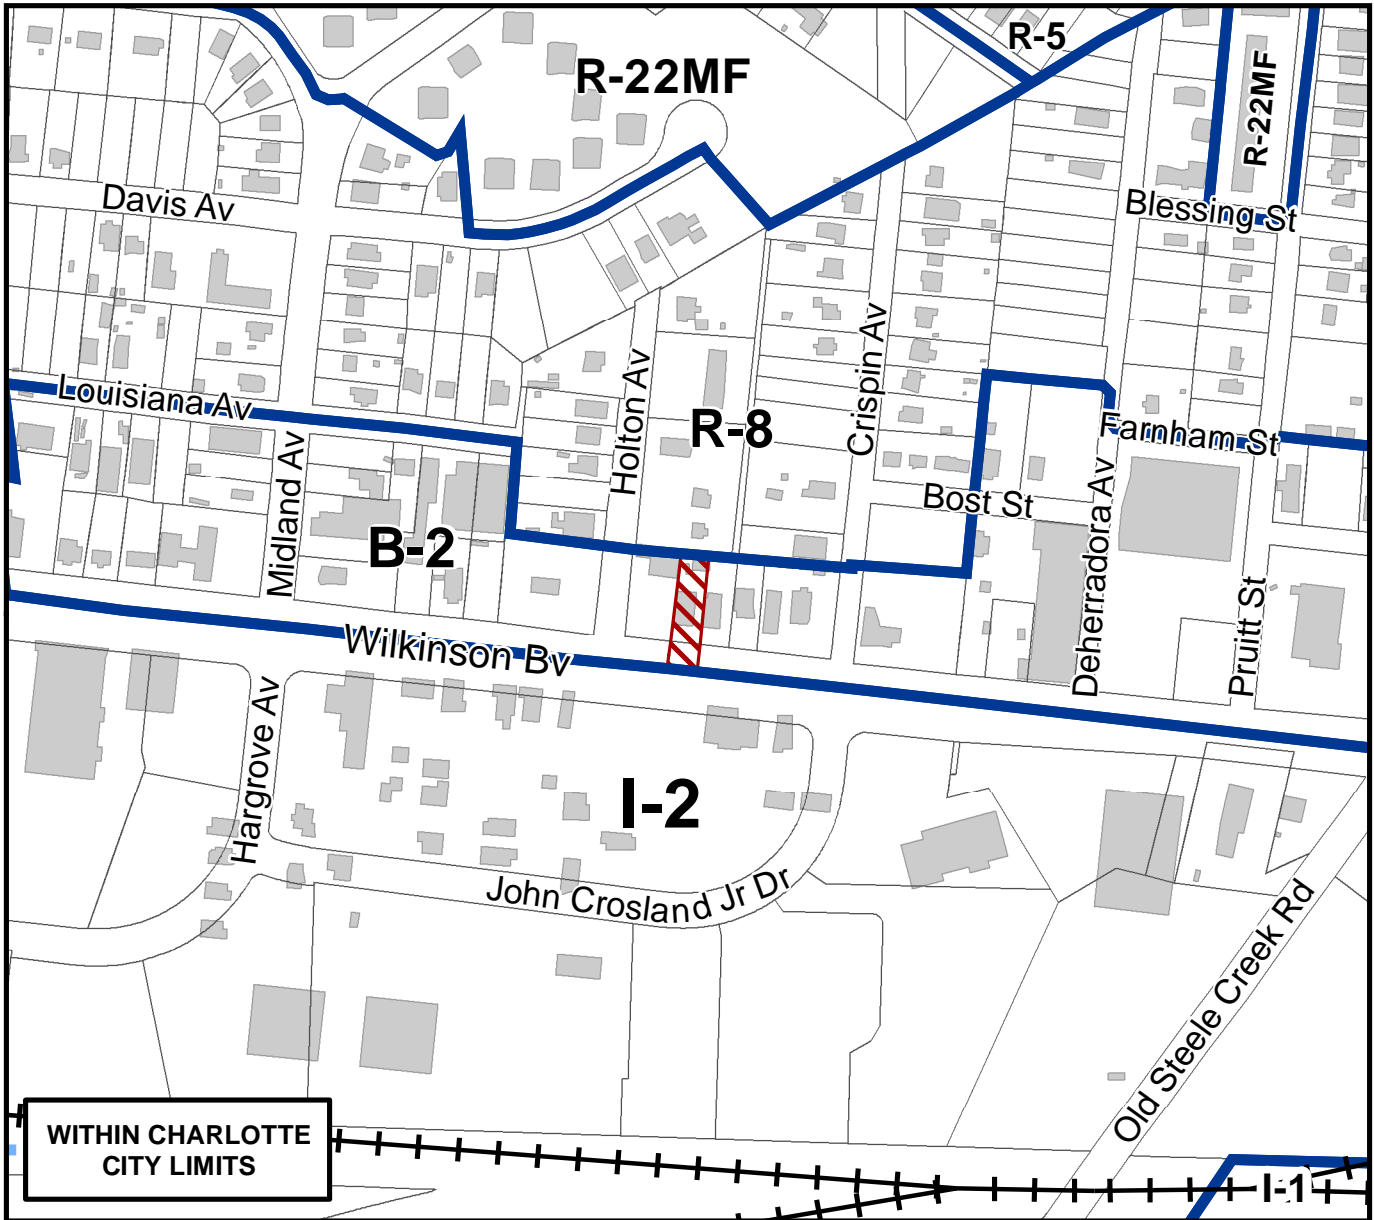 R-5
R-22MF
R-22MF
Davis Av
Blessing St
Louisiana Av
Holton Av
Crispin Av
R-8
Farnham St
Midland Av
B-2
Bost St
Deherradora Av
Pruitt St
Wilkinson Bv
Hargrove Av
I-2
John Crosland Jr Dr
Old Steele Creek Rd
WITHIN CHARLOTTE
CITY LIMITS
I-1